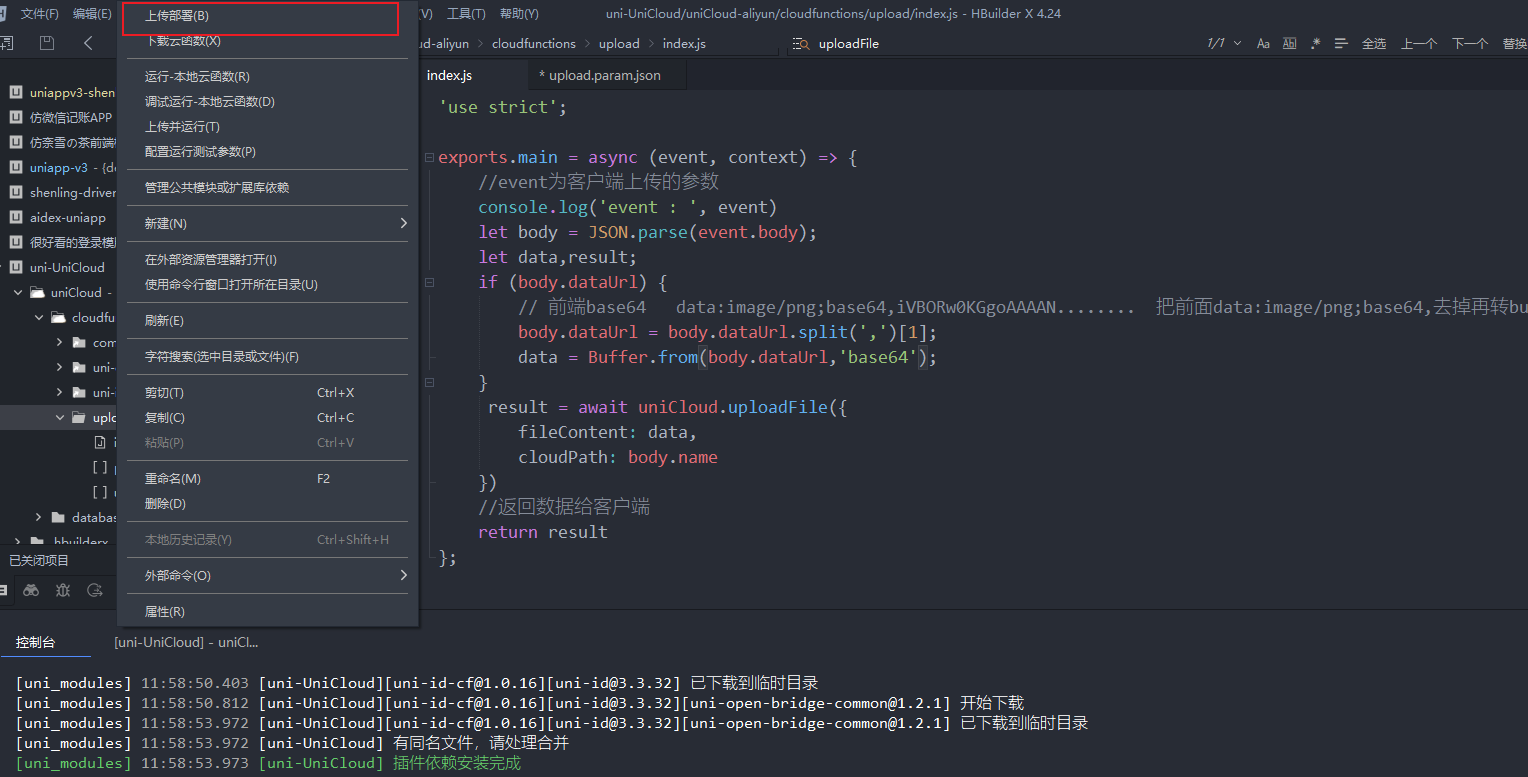 文件(F) 编辑(E) (V) 工具(T) 帮助(Y) uni-UniCloud/uniCloud-aliyun/cloudfunctions/upload/index.js - HBuilder X 4.24
ud-aliyun cloudfunctions upload index.js uploadFile 1/1 Aa Ab .* 全选 上一个 下一个 替换
上传部署(B)
下载云函数(X)
运行-本地云函数(R)
调试运行-本地云函数(D)
上传并运行(T)
配置运行测试参数(P)
管理公共模块或扩展库依赖
新建(N)
在外部资源管理器打开(I)
使用命令行窗口打开所在目录(U)
刷新(E)
字符搜索(选中目录或文件)(F)
剪切(T) Ctrl+X
复制(C) Ctrl+C
粘贴(P) Ctrl+V
重命名(M) F2
删除(D)
本地历史记录(Y) Ctrl+Shift+H
外部命令(O)
属性(R)
uniappv3-shen
仿微信记账APP
仿奈雪の茶前端
uniapp-v3 - {de
shenling-driver
aidex-uniapp
很好看的登录模
uni-UniCloud
uniCloud -
cloudfu
com
uni-
uni-
uplo
databas
hbuilderx
已关闭项目
index.js * upload.param.json
'use strict';
exports.main = async (event, context) => {
//event为客户端上传的参数
console.log('event : ', event)
let body = JSON.parse(event.body);
let data,result;
if (body.dataUrl) {
// 前端base64 data:image/png;base64,iVBORw0KGgoAAAAN........ 把前面data:image/png;base64,去掉再转bu
body.dataUrl = body.dataUrl.split(',')[1];
data = Buffer.from(body.dataUrl,'base64');
}
result = await uniCloud.uploadFile({
fileContent: data,
cloudPath: body.name
})
//返回数据给客户端
return result
};
控制台 [uni-UniCloud] - uniCl...
[uni_modules] 11:58:50.403 [uni-UniCloud][uni-id-cf@1.0.16][uni-id@3.3.32] 已下载到临时目录
[uni_modules] 11:58:50.812 [uni-UniCloud][uni-id-cf@1.0.16][uni-id@3.3.32][uni-open-bridge-common@1.2.1] 开始下载
[uni_modules] 11:58:53.972 [uni-UniCloud][uni-id-cf@1.0.16][uni-id@3.3.32][uni-open-bridge-common@1.2.1] 已下载到临时目录
[uni_modules] 11:58:53.972 [uni-UniCloud] 有同名文件，请处理合并
[uni_modules] 11:58:53.973 [uni-UniCloud] 插件依赖安装完成